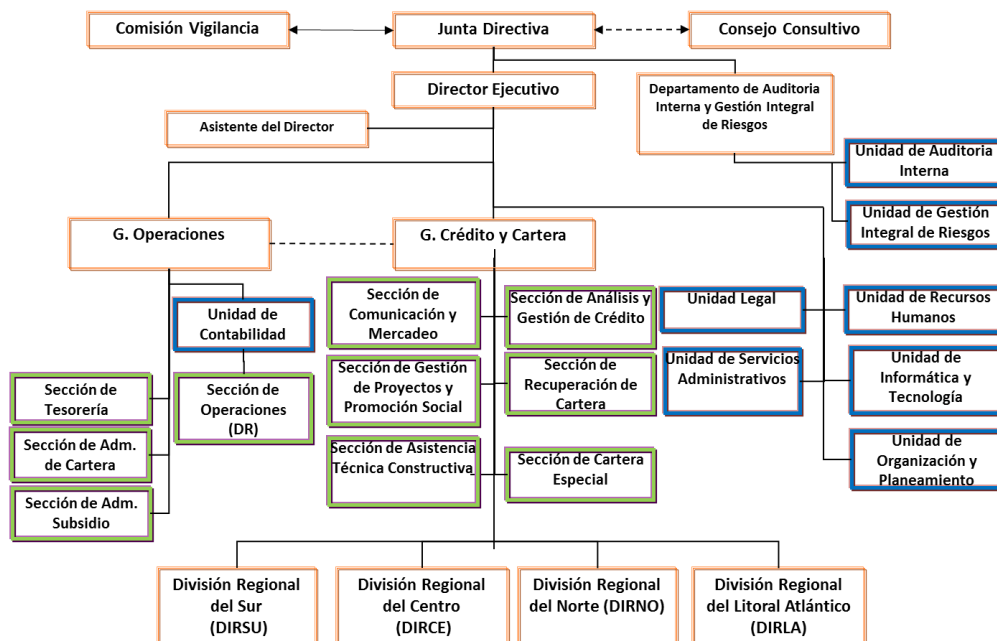 Comisión Vigilancia
Junta Directiva
Consejo Consultivo
Director Ejecutivo
Departamento de Auditoria
Interna y Gestión Integral
de Riesgos
Asistente del Director
Unidad de Auditoria
Interna
Unidad de Gestión
Integral de Riesgos
G. Operaciones
G. Crédito y Cartera
Unidad de
Contabilidad
Sección de
Comunicación y
Mercadeo
Sección de Análisis y
Gestión de Crédito
Unidad Legal
Unidad de Recursos
Humanos
Sección de
Tesorería
Sección de
Operaciones
(DR)
Sección de Gestión
de Proyectos y
Promoción Social
Sección de
Recuperación de
Cartera
Unidad de Servicios
Administrativos
Unidad de
Informática y
Tecnología
Sección de Adm.
de Cartera
Sección de Asistencia
Técnica Constructiva
Sección de Cartera
Especial
Unidad de
Organización y
Planeamiento
Sección de Adm.
Subsidio
División Regional
del Sur
(DIRSU)
División Regional
del Centro
(DIRCE)
División Regional
del Norte (DIRNO)
División Regional
del Litoral Atlántico
(DIRLA)